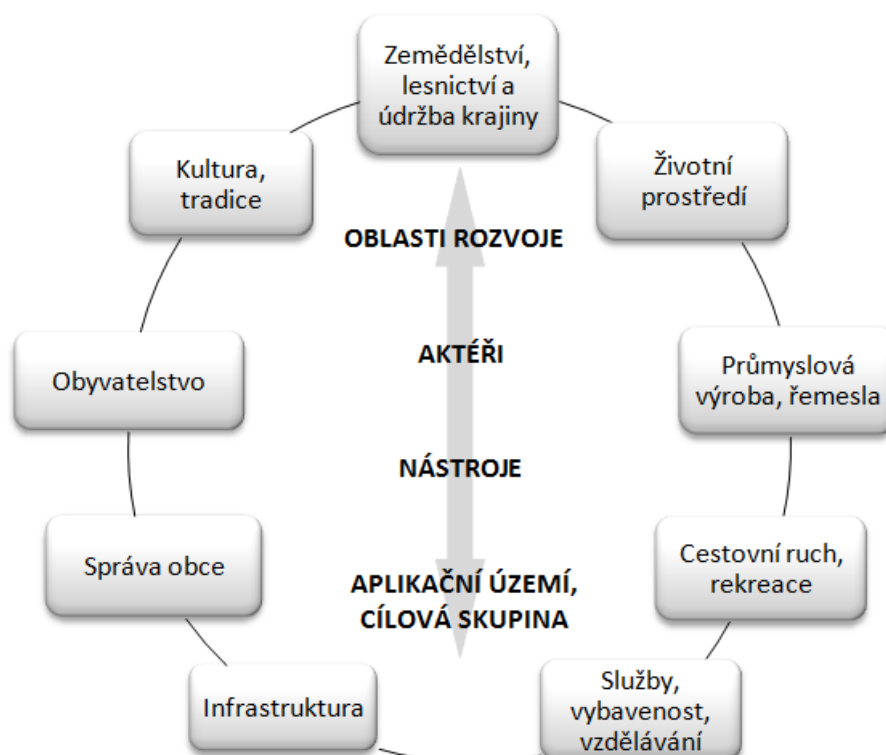 Zemědělství,
lesnictví a
údržba krajiny
Kultura,
tradice
Životní
prostředí
OBLASTI ROZVOJE
AKTÉŘI
Obyvatelstvo
Průmyslová
výroba, řemesla
NÁSTROJE
Správa obce
Cestovní ruch,
rekreace
APLIKAČNÍ ÚZEMÍ,
CÍLOVÁ SKUPINA
Infrastruktura
Služby,
vybavenost,
vzdělávání